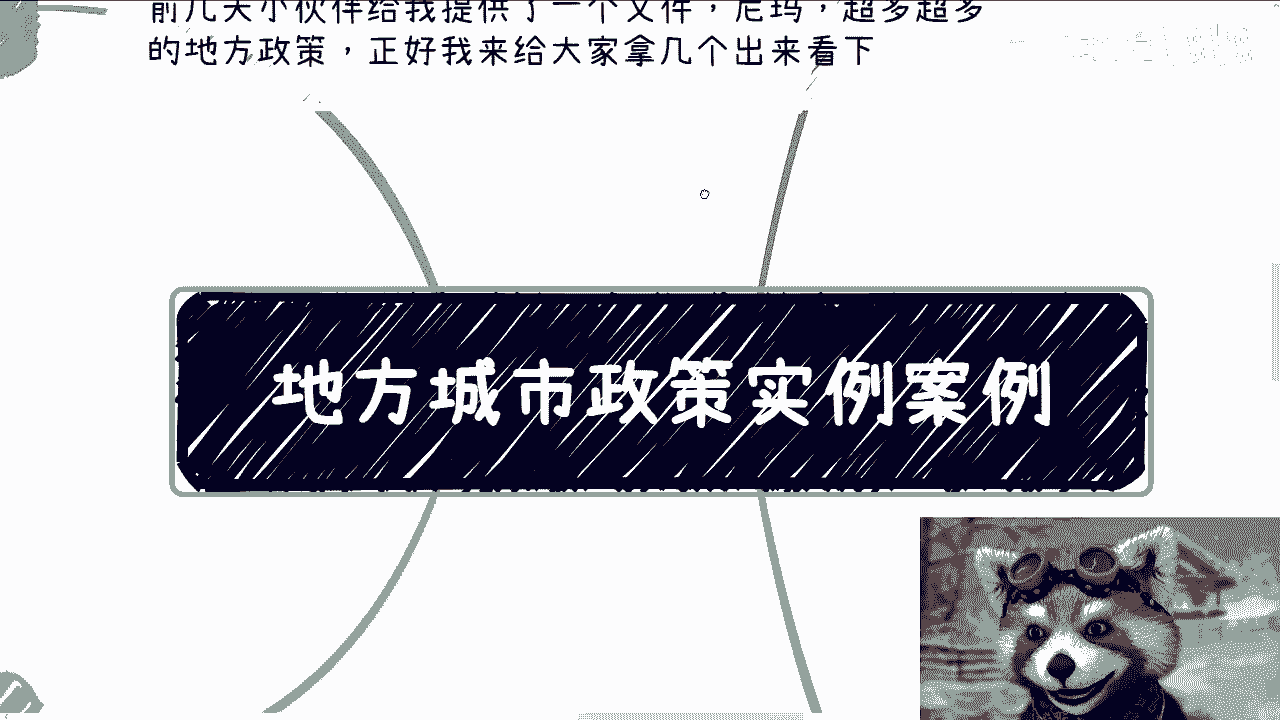 前几天小伙伴给我提供了一个文件，尼玛，超多超多
的地方政策，正好我来给大家拿几个出来看下
地方城市政策实例案例